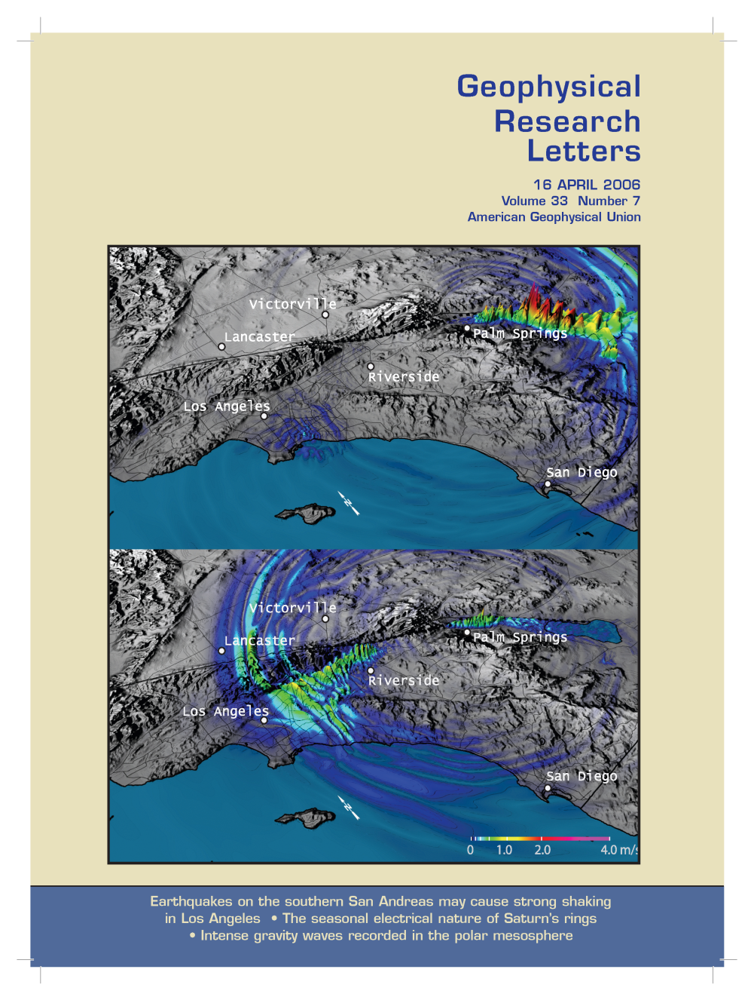 Geophysical
Research
Letters
16 APRIL 2006
Volume 33 Number 7
American Geophysical Union
Victorville
Lancaster
Palm Springs
Riverside
Los Angeles
San Diego
N
Victorville
Lancaster
Palm Springs
Riverside
Los Angeles
San Diego
N
0 1.0 2.0 4.0 m/s
Earthquakes on the southern San Andreas may cause strong shaking
in Los Angeles • The seasonal electrical nature of Saturn's rings
• Intense gravity waves recorded in the polar mesosphere